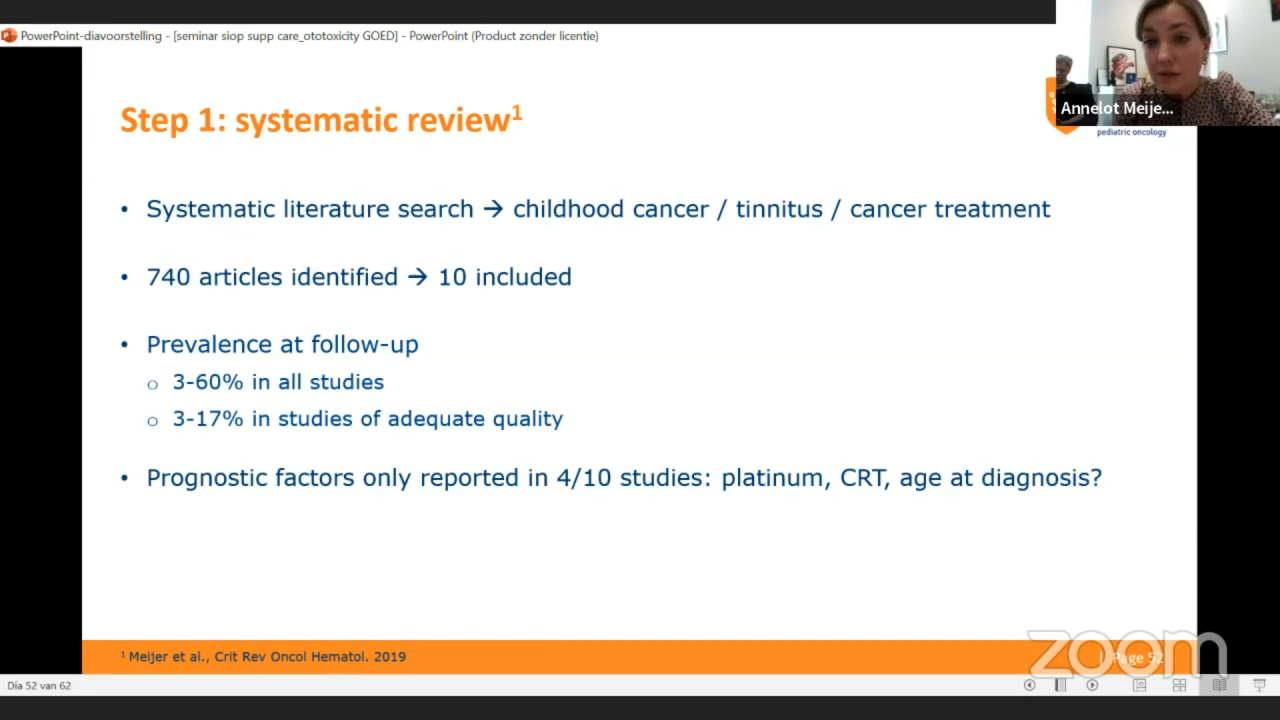 PowerPoint-diavoorstelling - [seminar siop supp care_ototoxicity GOED] - PowerPoint (Product zonder licentie)
Annelot Meije...
pediatric oncology
Step 1: systematic review¹
• Systematic literature search → childhood cancer / tinnitus / cancer treatment
• 740 articles identified → 10 included
• Prevalence at follow-up
o 3-60% in all studies
o 3-17% in studies of adequate quality
• Prognostic factors only reported in 4/10 studies: platinum, CRT, age at diagnosis?
¹ Meijer et al., Crit Rev Oncol Hematol. 2019
| Page 52
zoom
Dia 52 van 62